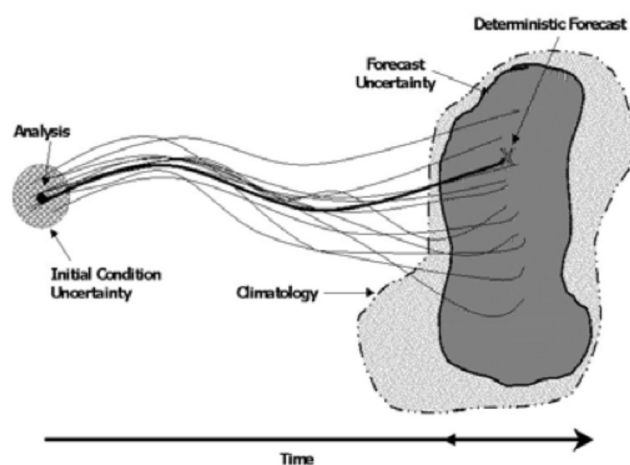 Deterministic Forecast
Forecast
Uncertainty
Analysis
Initial Condition
Uncertainty
Climatology
X
Time